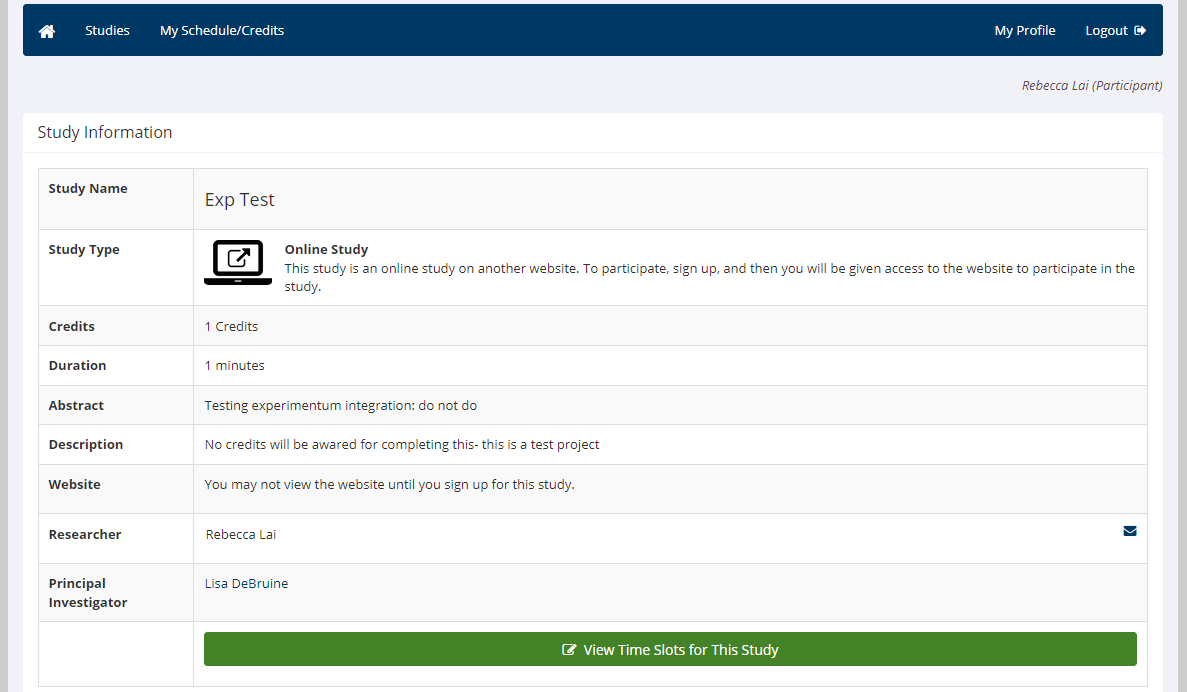 Studies My Schedule/Credits My Profile Logout
Rebecca Lai (Participant)
Study Information
Study Name Exp Test
Study Type Online Study
This study is an online study on another website. To participate, sign up, and then you will be given access to the website to participate in the
study.
Credits 1 Credits
Duration 1 minutes
Abstract Testing experimentum integration: do not do
Description No credits will be awared for completing this- this is a test project
Website You may not view the website until you sign up for this study.
Researcher Rebecca Lai
Principal Lisa DeBruine
Investigator
View Time Slots for This Study